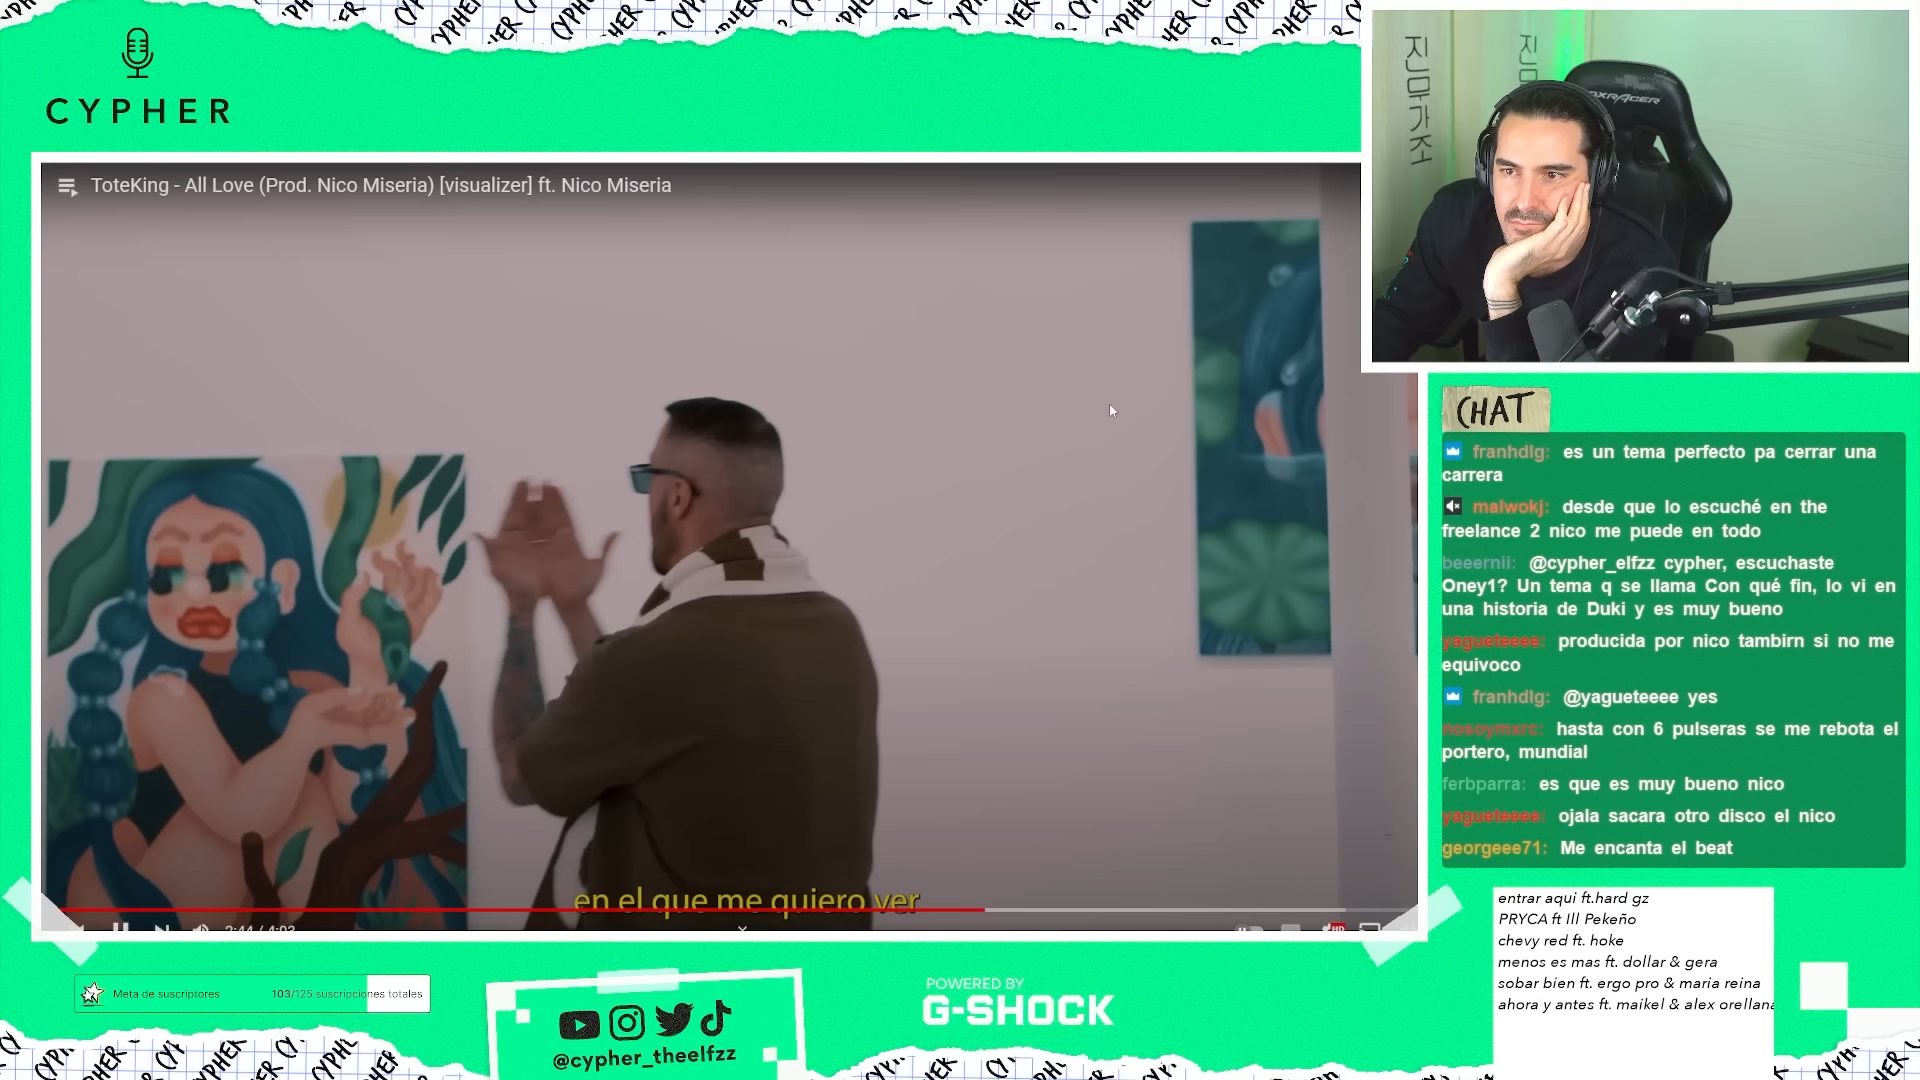 CYPHER
ToteKing - All Love (Prod. Nico Miseria) [visualizer] ft. Nico Miseria
en el que me quiero ver
2:44 / 4:03
DXRACER
CHAT
franhdlg: es un tema perfecto pa cerrar una
carrera
malwokj: desde que lo escuché en the
freelance 2 nico me puede en todo
beeernii: @cypher_elfzz cypher, escuchaste
Oney1? Un tema q se llama Con qué fin, lo vi en
una historia de Duki y es muy bueno
yagueteeee: producida por nico tambirn si no me
equivoco
franhdlg: @yagueteeee yes
nosoymxrc: hasta con 6 pulseras se me rebota el
portero, mundial
ferbparra: es que es muy bueno nico
yagueteeee: ojala sacara otro disco el nico
georgeee71: Me encanta el beat
entrar aqui ft.hard gz
PRYCA ft Ill Pekeño
chevy red ft. hoke
menos es mas ft. dollar & gera
sobar bien ft. ergo pro & maria reina
ahora y antes ft. maikel & alex orellana
Meta de suscriptores 103/125 suscripciones totales
@cypher_theelfzz
POWERED BY
G-SHOCK